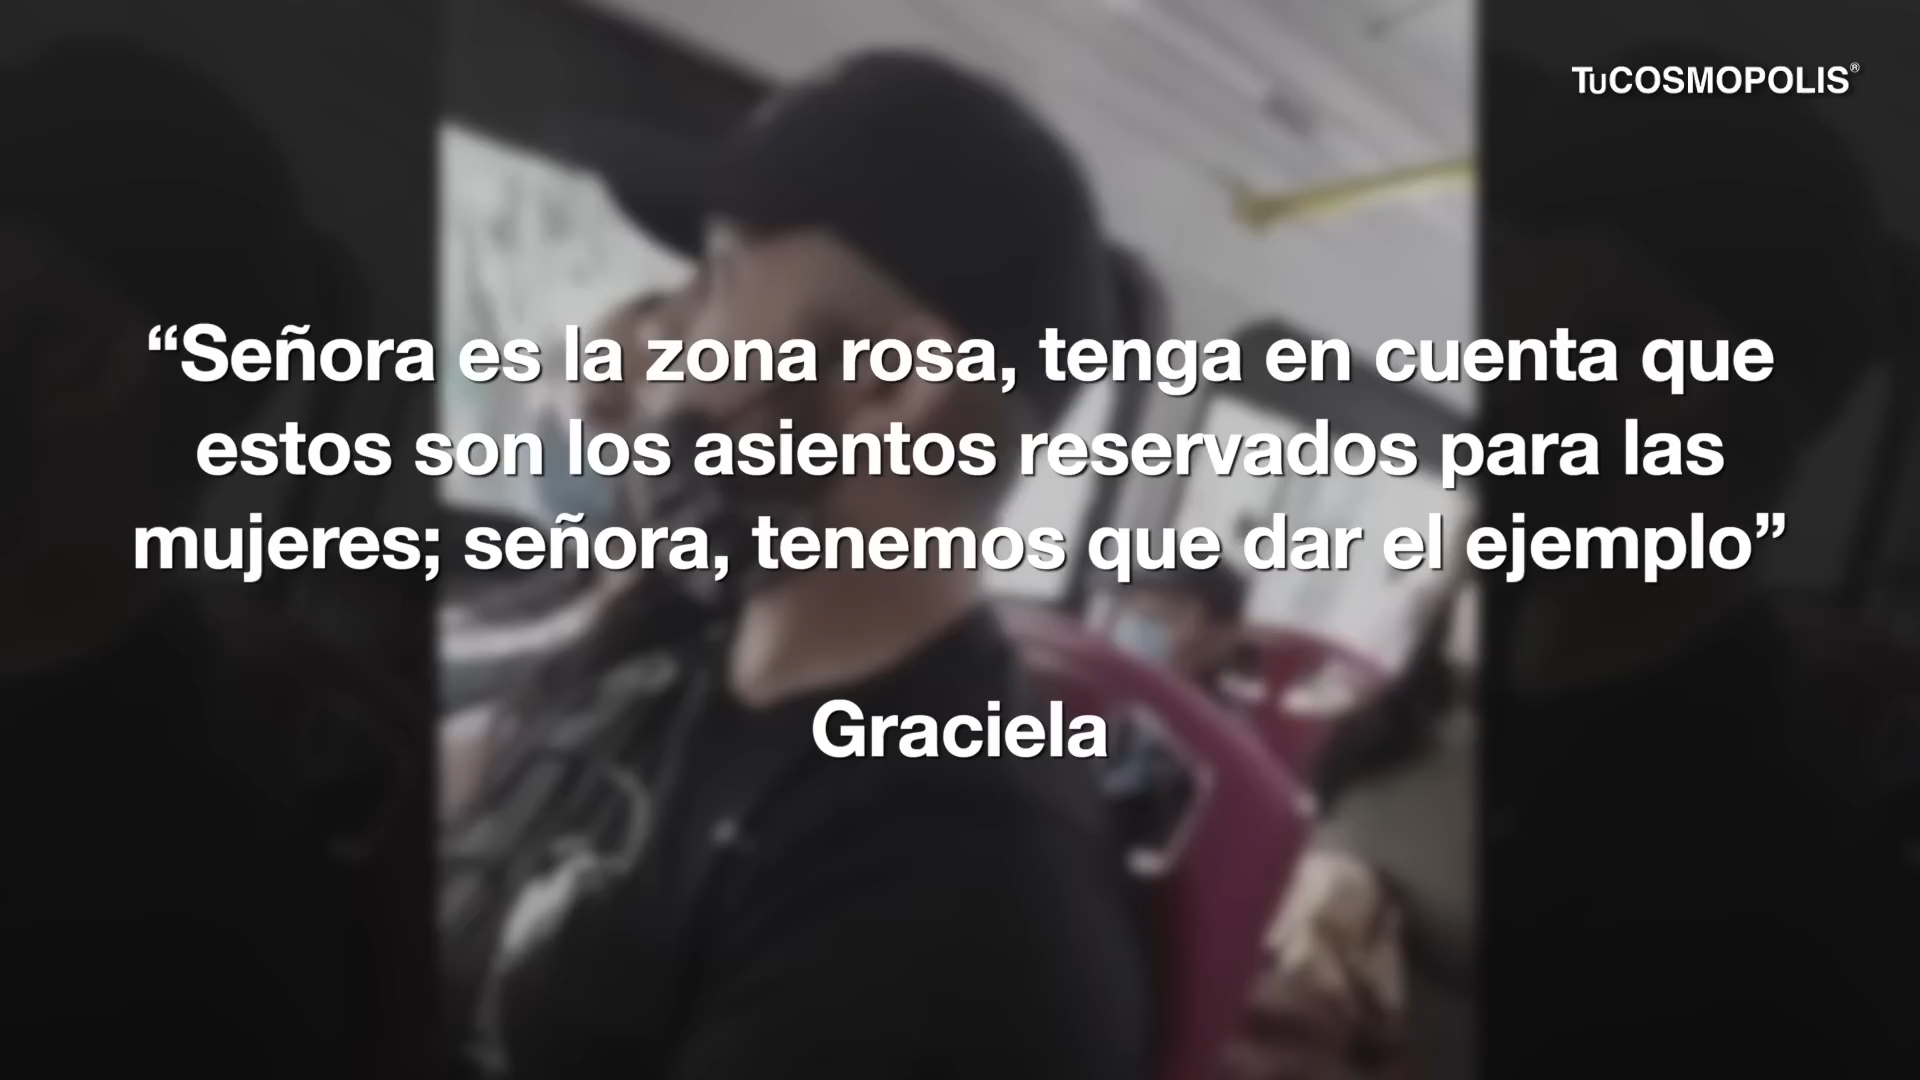 TuCOSMOPOLIS®
“Señora es la zona rosa, tenga en cuenta que
estos son los asientos reservados para las
mujeres; señora, tenemos que dar el ejemplo”
Graciela